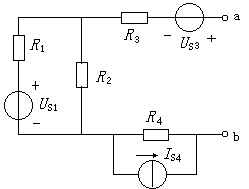 R1
R2
R3
- US3 +
a
+
US1
-
R4
b
IS4